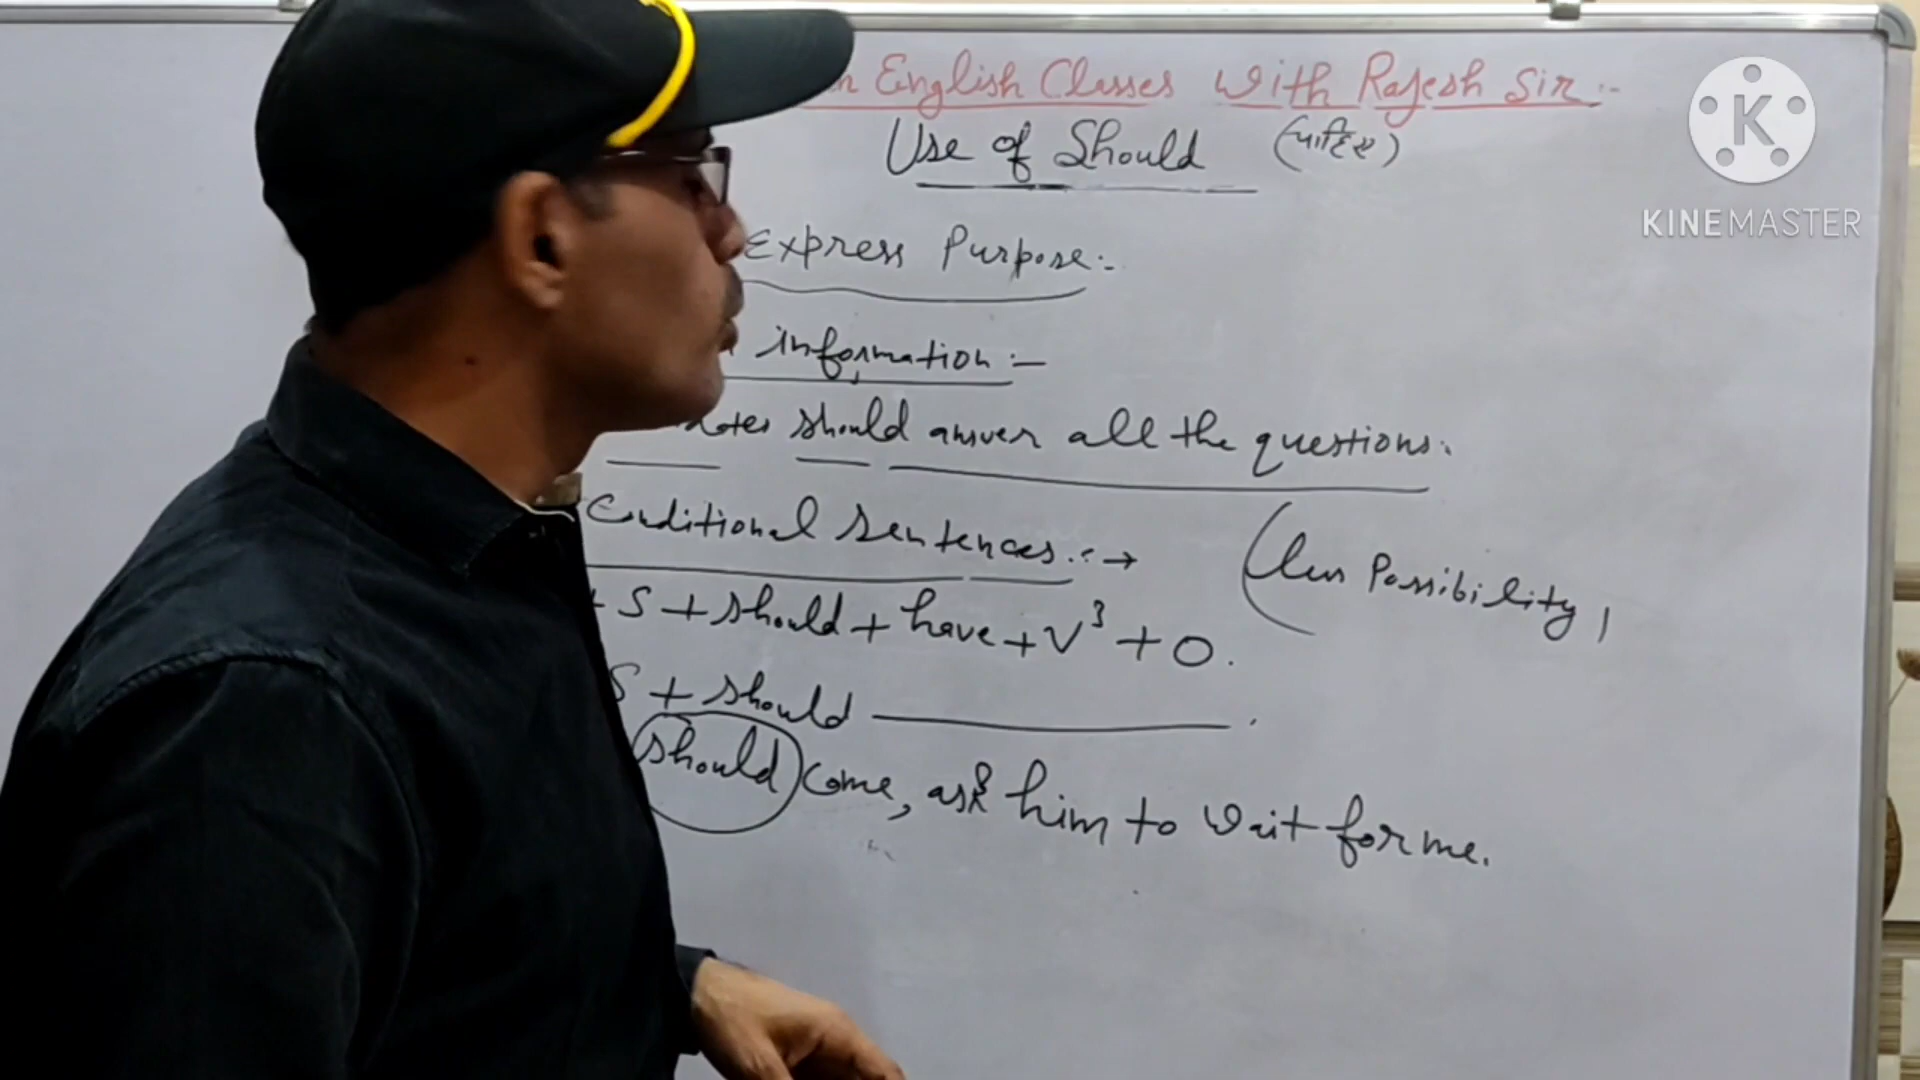 English Classes with Rajesh Sir:-
Use of Should (चाहिए)
Express Purpose:-
information:-
should answer all the questions.
Conditional Sentences:→ (less Possibility,
+ S + should + have + V³ + O.
S + should ———.
should come, ask him to wait for me.
K
KINEMASTER